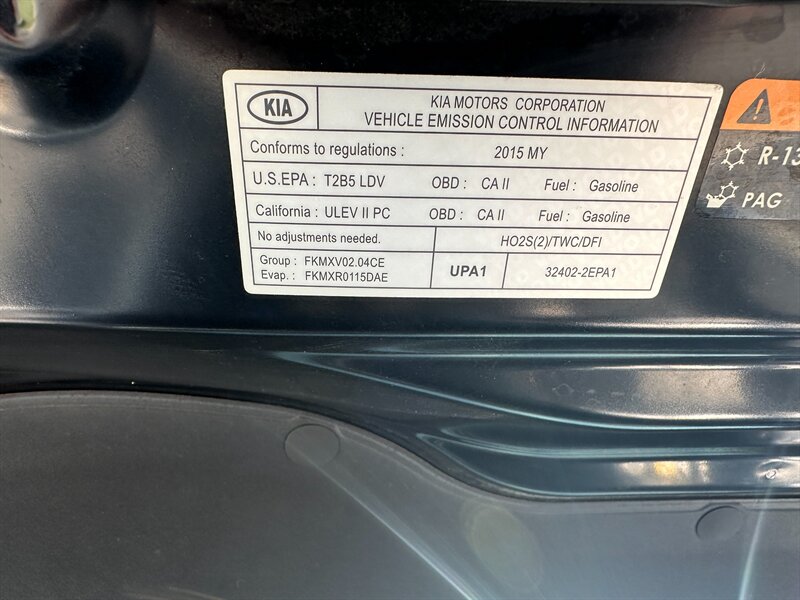 KIA
KIA MOTORS CORPORATION
VEHICLE EMISSION CONTROL INFORMATION
Conforms to regulations : 2015 MY
U.S.EPA : T2B5 LDV OBD : CA II Fuel : Gasoline
California : ULEV II PC OBD : CA II Fuel : Gasoline
No adjustments needed. HO2S(2)/TWC/DFI
Group : FKMXV02.04CE
Evap. : FKMXR0115DAE
UPA1 32402-2EPA1
R-13
PAG